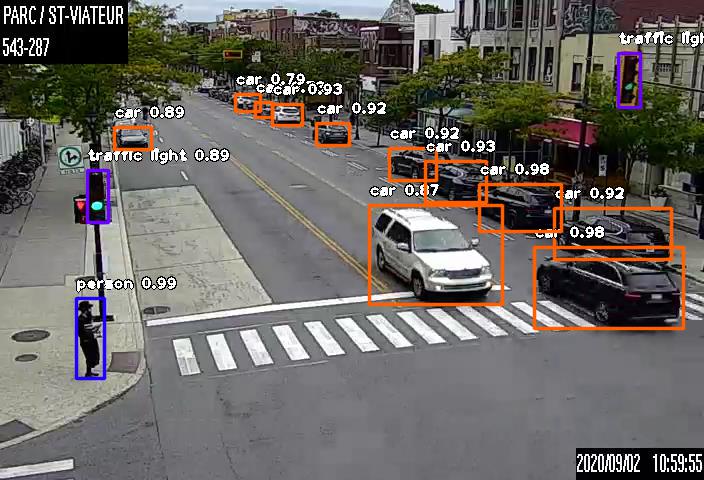 PARC / ST-VIATEUR
543-287
traffic ligh
car 0.79
car 0.93
car 0.92
car 0.89
car 0.92
car 0.93
traffic light 0.89
car 0.98
car 0.87
car 0.92
car 0.98
person 0.99
2020/09/02 10:59:55